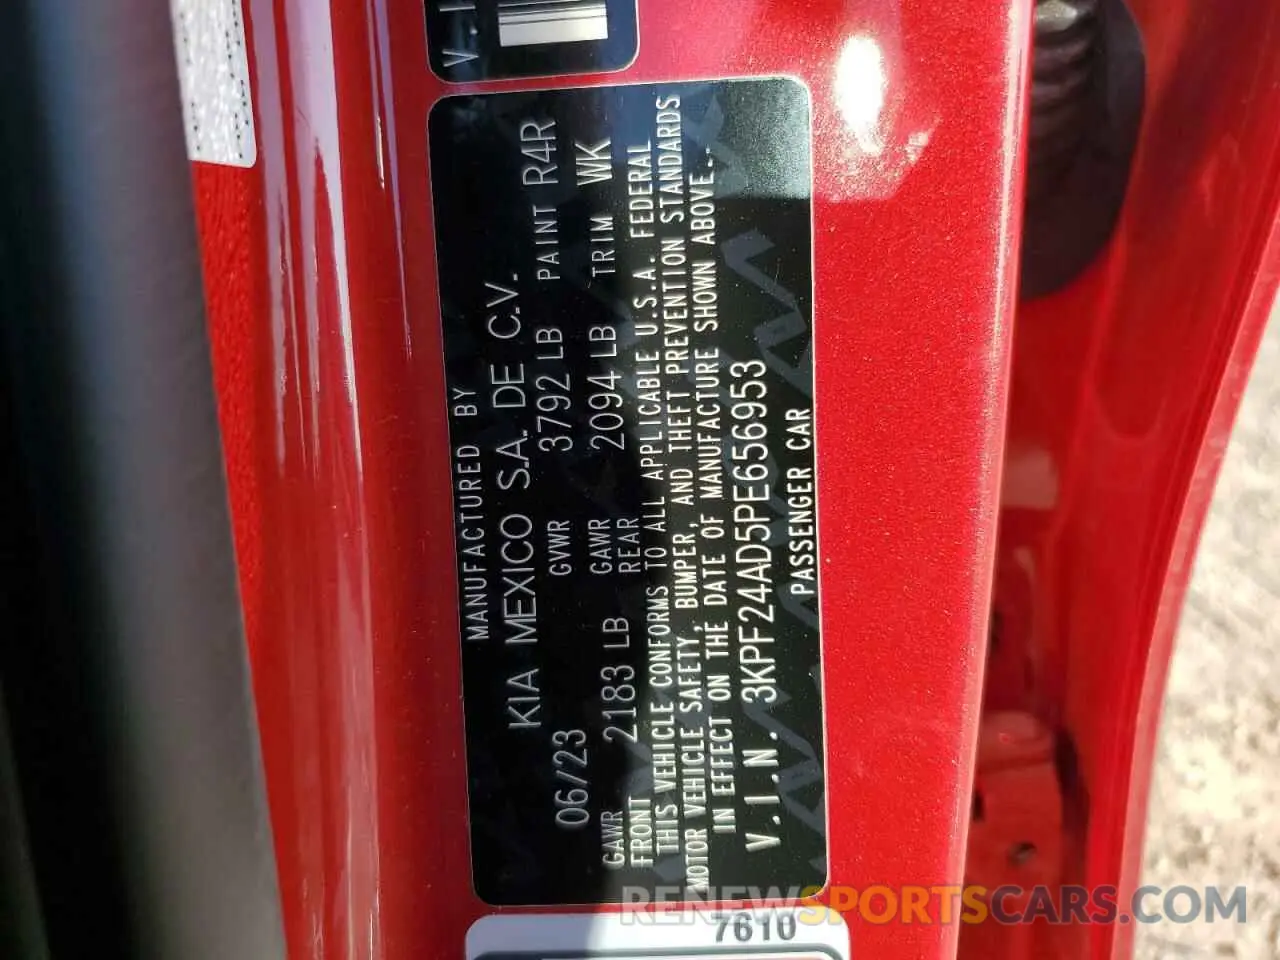 V.I
MANUFACTURED BY
KIA MEXICO S.A. DE C.V.
06/23 GVWR 3792 LB PAINT R4R
GAWR FRONT 2183 LB GAWR REAR 2094 LB TRIM WK
THIS VEHICLE CONFORMS TO ALL APPLICABLE U.S.A. FEDERAL
MOTOR VEHICLE SAFETY, BUMPER, AND THEFT PREVENTION STANDARDS
IN EFFECT ON THE DATE OF MANUFACTURE SHOWN ABOVE..
V.I.N. 3KPF24AD5PE656953
PASSENGER CAR
7610
RENEWSPORTSCARS.COM